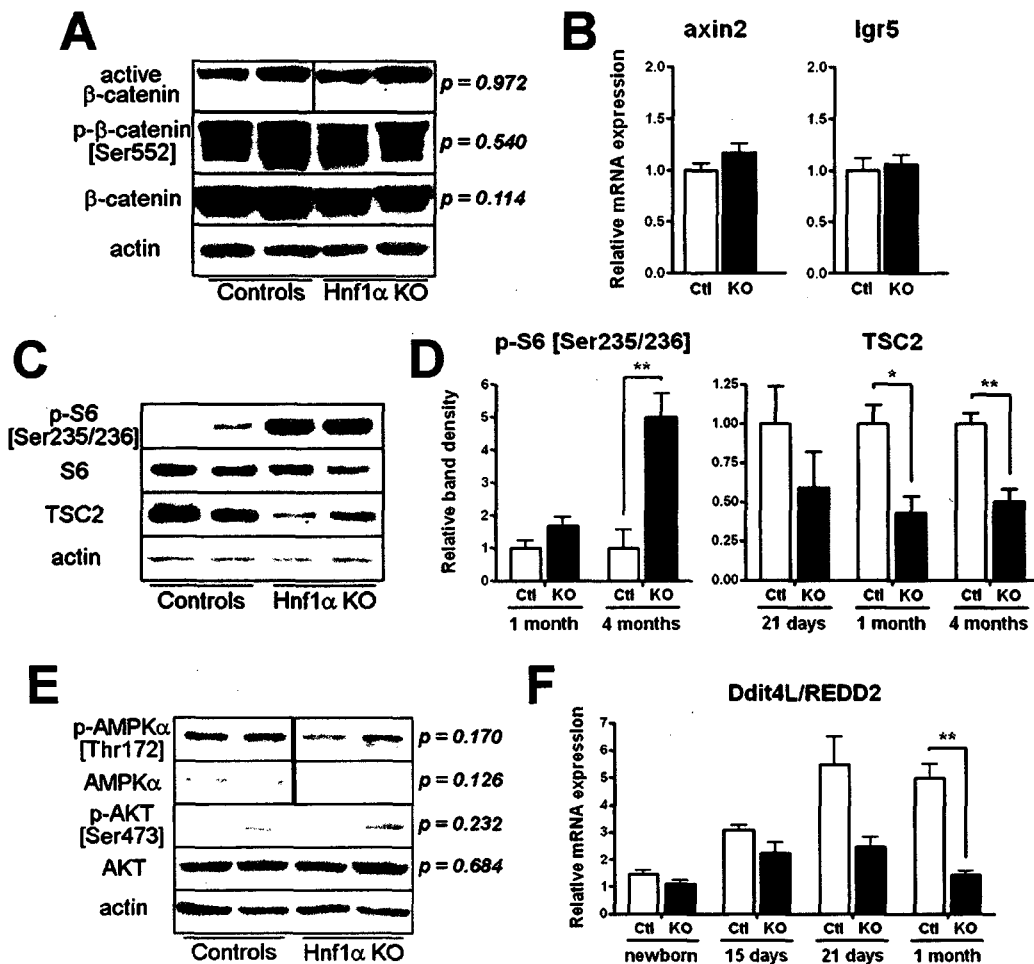 A
active
β-catenin
p = 0.972
p-β-catenin
[Ser552]
p = 0.540
β-catenin
p = 0.114
actin
Controls Hnf1α KO
B
axin2
Relative mRNA expression
2.0
1.5
1.0
0.5
0.0
Ctl KO
lgr5
2.0
1.5
1.0
0.5
0.0
Ctl KO
C
p-S6
[Ser235/236]
S6
TSC2
actin
Controls Hnf1α KO
D
p-S6 [Ser235/236]
Relative band density
6
5
4
3
2
1
0
**
Ctl KO Ctl KO
1 month 4 months
TSC2
1.25
1.00
0.75
0.50
0.25
0.00
* **
Ctl KO Ctl KO Ctl KO
21 days 1 month 4 months
E
p-AMPKα
[Thr172]
p = 0.170
AMPKα
p = 0.126
p-AKT
[Ser473]
p = 0.232
AKT
p = 0.684
actin
Controls Hnf1α KO
F
Ddit4L/REDD2
Relative mRNA expression
7
6
5
4
3
2
1
0
**
Ctl KO Ctl KO Ctl KO Ctl KO
newborn 15 days 21 days 1 month